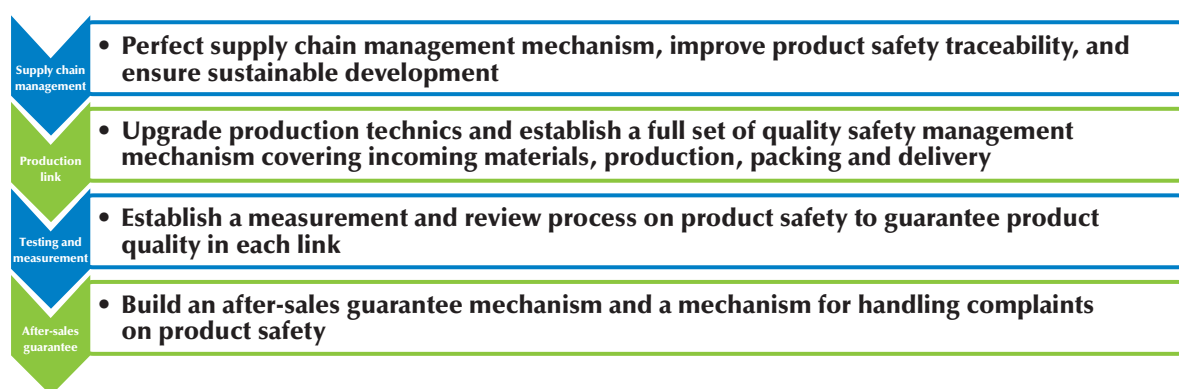 Supply chain
management
• Perfect supply chain management mechanism, improve product safety traceability, and
ensure sustainable development
Production
link
• Upgrade production technics and establish a full set of quality safety management
mechanism covering incoming materials, production, packing and delivery
Testing and
measurement
• Establish a measurement and review process on product safety to guarantee product
quality in each link
After-sales
guarantee
• Build an after-sales guarantee mechanism and a mechanism for handling complaints
on product safety